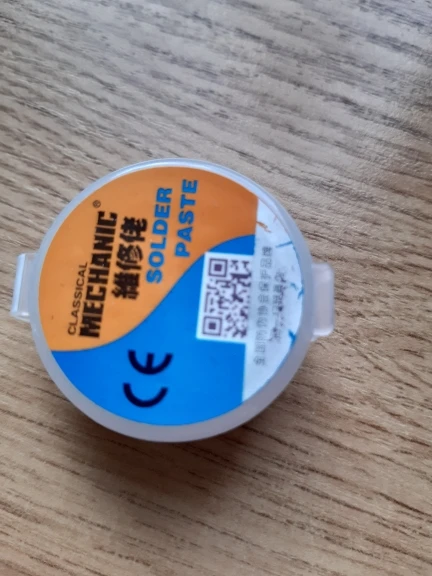 CLASSICAL
MECHANIC®
維修佬
SOLDER
PASTE
CE